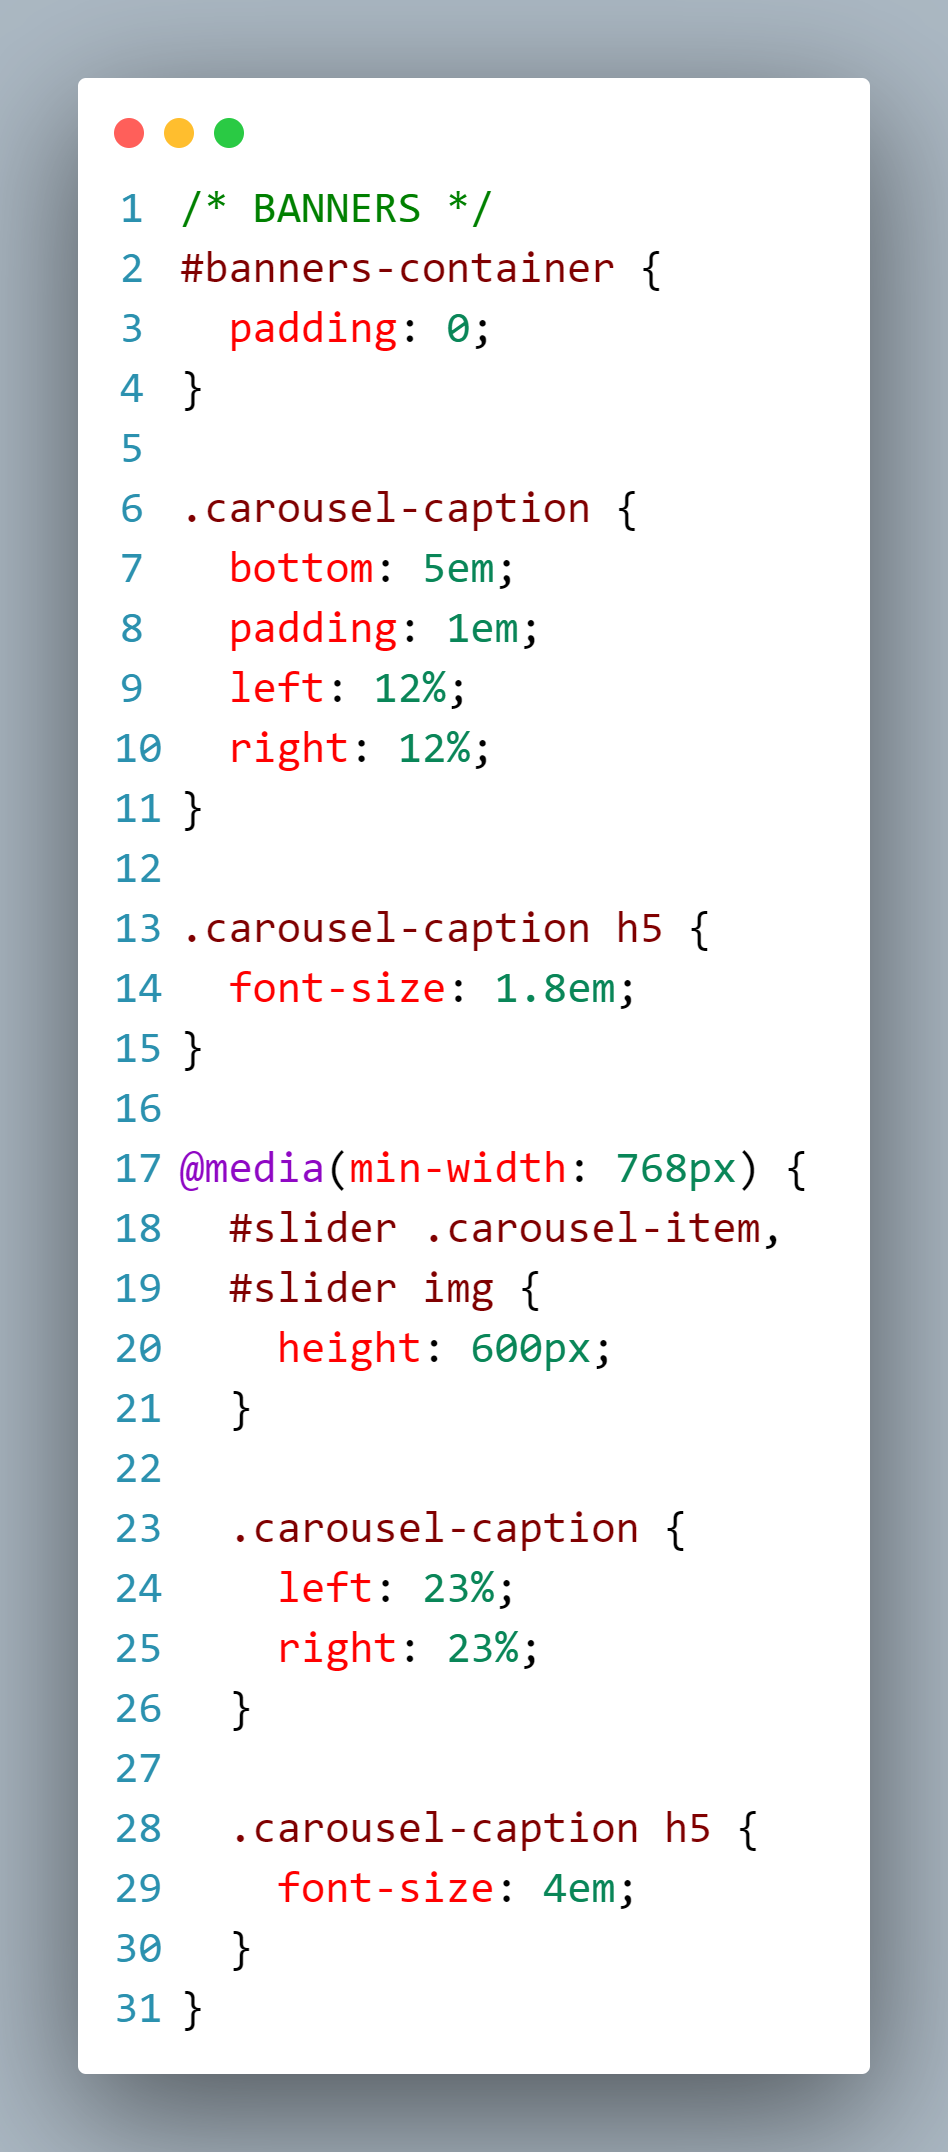 1 /* BANNERS */
2 #banners-container {
3   padding: 0;
4 }
5
6 .carousel-caption {
7   bottom: 5em;
8   padding: 1em;
9   left: 12%;
10   right: 12%;
11 }
12
13 .carousel-caption h5 {
14   font-size: 1.8em;
15 }
16
17 @media(min-width: 768px) {
18   #slider .carousel-item,
19   #slider img {
20     height: 600px;
21   }
22
23   .carousel-caption {
24     left: 23%;
25     right: 23%;
26   }
27
28   .carousel-caption h5 {
29     font-size: 4em;
30   }
31 }